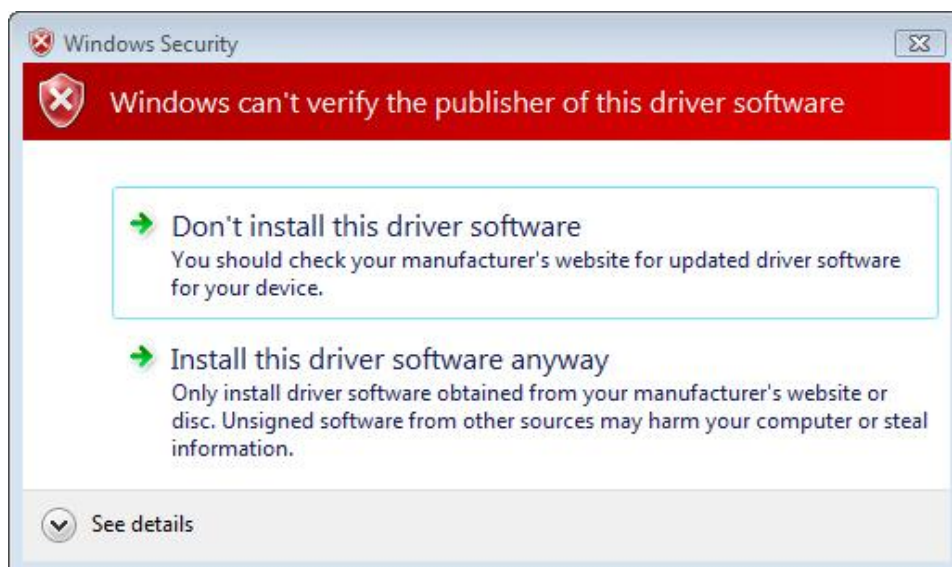 Windows Security
Windows can't verify the publisher of this driver software
Don't install this driver software
You should check your manufacturer's website for updated driver software
for your device.
Install this driver software anyway
Only install driver software obtained from your manufacturer's website or
disc. Unsigned software from other sources may harm your computer or steal
information.
See details